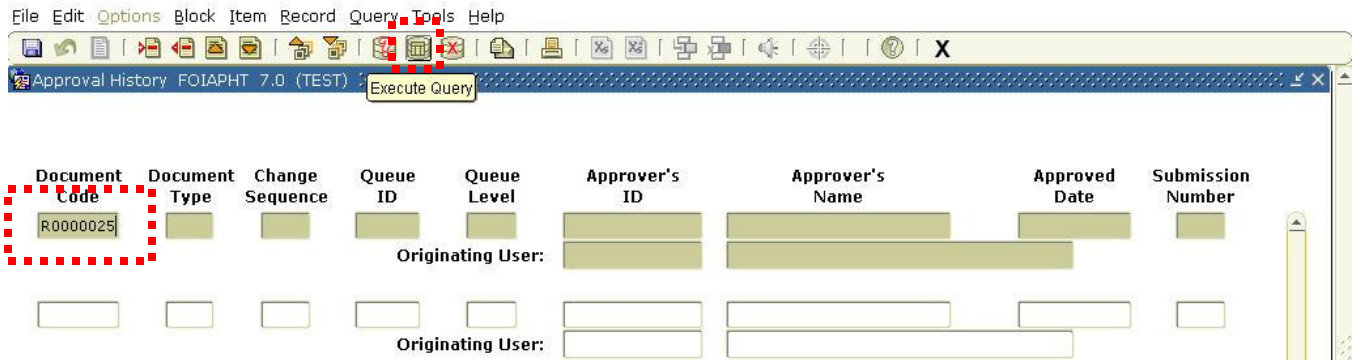 File Edit Options Block Item Record Query Tools Help
X
Approval History FOIAPHT 7.0 (TEST)
Execute Query
Document Code Document Type Change Sequence Queue ID Queue Level Approver's ID Approver's Name Approved Date Submission Number
R0000025
Originating User:
Originating User: